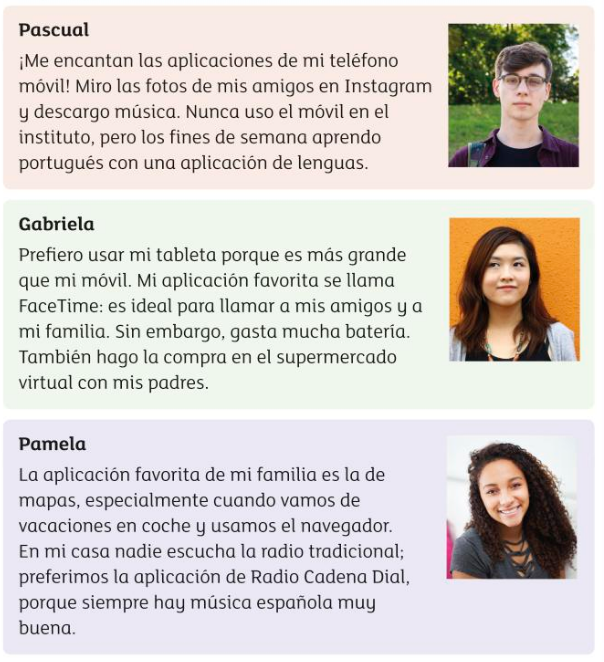 Pascual
¡Me encantan las aplicaciones de mi teléfono
móvil! Miro las fotos de mis amigos en Instagram
y descargo música. Nunca uso el móvil en el
instituto, pero los fines de semana aprendo
portugués con una aplicación de lenguas.
Gabriela
Prefiero usar mi tableta porque es más grande
que mi móvil. Mi aplicación favorita se llama
FaceTime: es ideal para llamar a mis amigos y a
mi familia. Sin embargo, gasta mucha batería.
También hago la compra en el supermercado
virtual con mis padres.
Pamela
La aplicación favorita de mi familia es la de
mapas, especialmente cuando vamos de
vacaciones en coche y usamos el navegador.
En mi casa nadie escucha la radio tradicional;
preferimos la aplicación de Radio Cadena Dial,
porque siempre hay música española muy
buena.